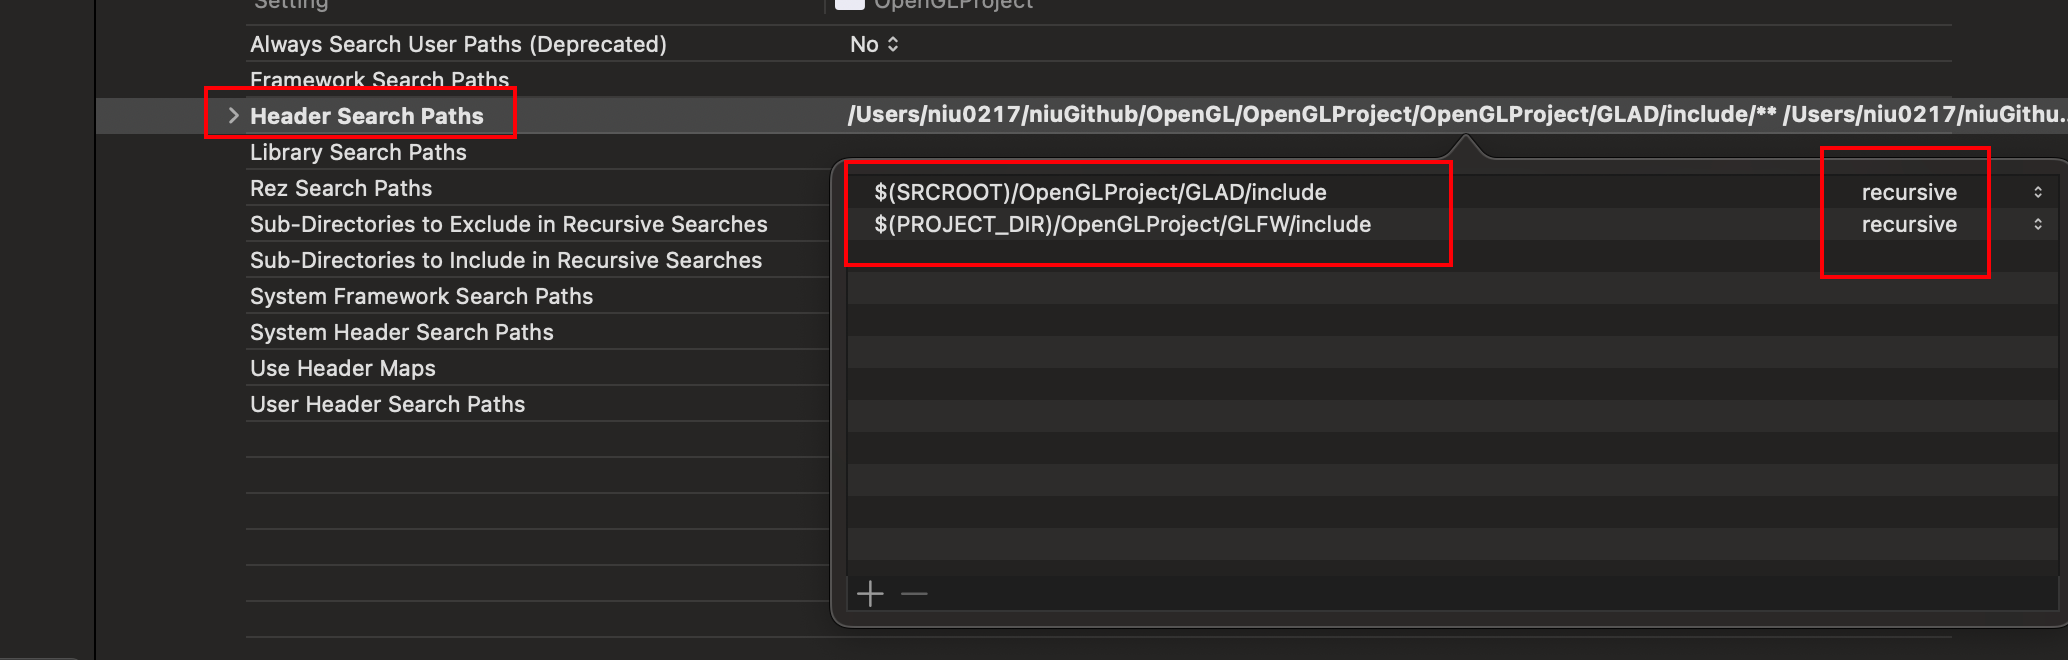 Setting OpenGLProject
Always Search User Paths (Deprecated) No
Framework Search Paths
Header Search Paths /Users/niu0217/niuGithub/OpenGL/OpenGLProject/OpenGLProject/GLAD/include/** /Users/niu0217/niuGithu...
Library Search Paths
$(SRCROOT)/OpenGLProject/GLAD/include recursive
Rez Search Paths
$(PROJECT_DIR)/OpenGLProject/GLFW/include recursive
Sub-Directories to Exclude in Recursive Searches
Sub-Directories to Include in Recursive Searches
System Framework Search Paths
System Header Search Paths
Use Header Maps
User Header Search Paths